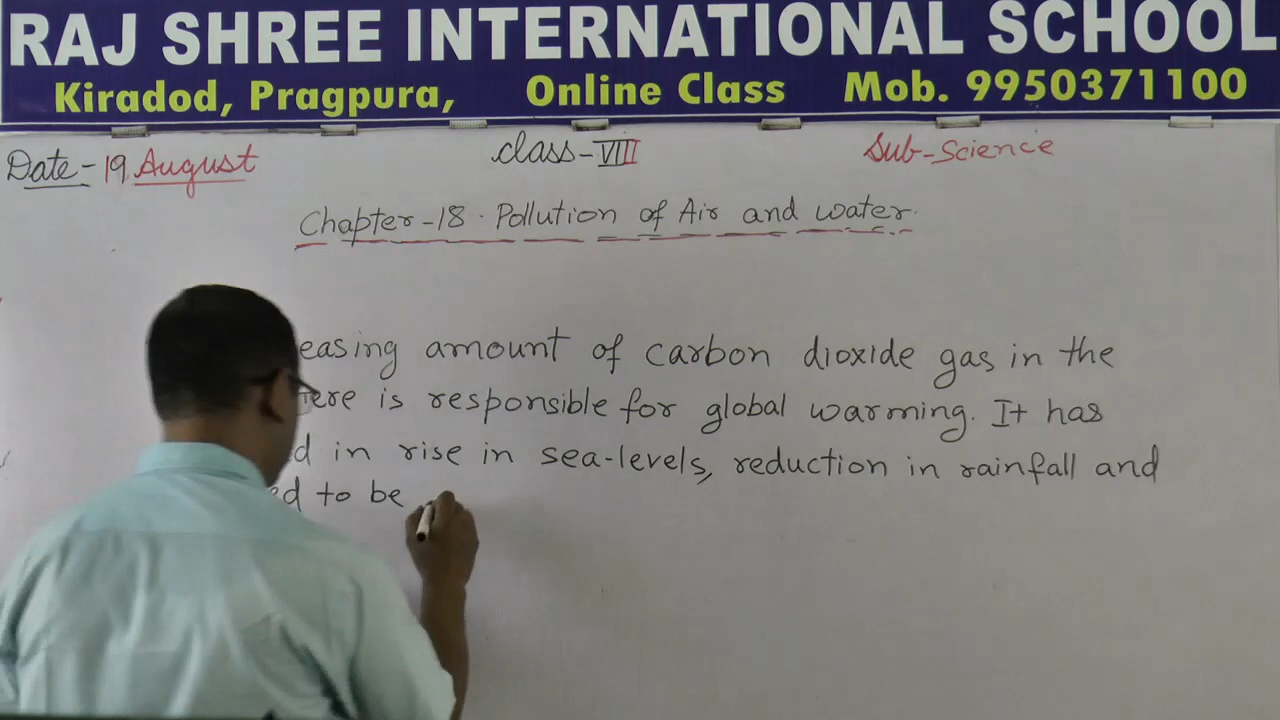 RAJ SHREE INTERNATIONAL SCHOOL
Kiradod, Pragpura, Online Class Mob. 9950371100
Date - 19 August class - VIII Sub - Science
Chapter - 18. Pollution of Air and water.
easing amount of carbon dioxide gas in the
ere is responsible for global warming. It has
d in rise in sea-levels, reduction in rainfall and
ed to be